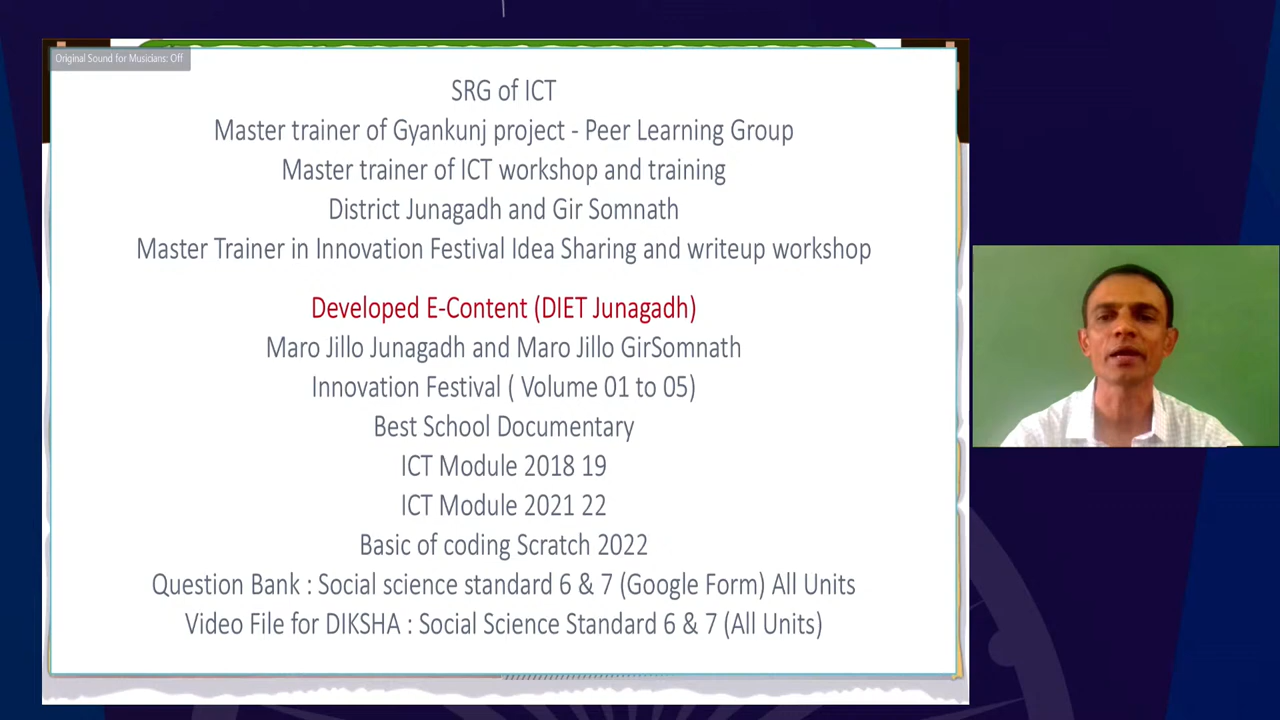 Original Sound for Musicians: Off
SRG of ICT
Master trainer of Gyankunj project - Peer Learning Group
Master trainer of ICT workshop and training
District Junagadh and Gir Somnath
Master Trainer in Innovation Festival Idea Sharing and writeup workshop
Developed E-Content (DIET Junagadh)
Maro Jillo Junagadh and Maro Jillo GirSomnath
Innovation Festival ( Volume 01 to 05)
Best School Documentary
ICT Module 2018 19
ICT Module 2021 22
Basic of coding Scratch 2022
Question Bank : Social science standard 6 & 7 (Google Form) All Units
Video File for DIKSHA : Social Science Standard 6 & 7 (All Units)